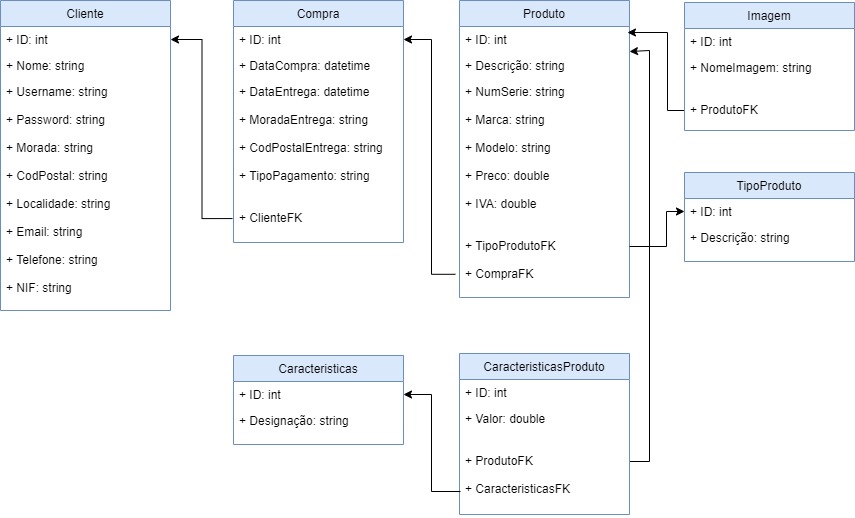 Cliente
+ ID: int
+ Nome: string
+ Username: string
+ Password: string
+ Morada: string
+ CodPostal: string
+ Localidade: string
+ Email: string
+ Telefone: string
+ NIF: string
Compra
+ ID: int
+ DataCompra: datetime
+ DataEntrega: datetime
+ MoradaEntrega: string
+ CodPostalEntrega: string
+ TipoPagamento: string
+ ClienteFK
Produto
+ ID: int
+ Descrição: string
+ NumSerie: string
+ Marca: string
+ Modelo: string
+ Preco: double
+ IVA: double
+ TipoProdutoFK
+ CompraFK
Imagem
+ ID: int
+ NomeImagem: string
+ ProdutoFK
TipoProduto
+ ID: int
+ Descrição: string
Caracteristicas
+ ID: int
+ Designação: string
CaracteristicasProduto
+ ID: int
+ Valor: double
+ ProdutoFK
+ CaracteristicasFK